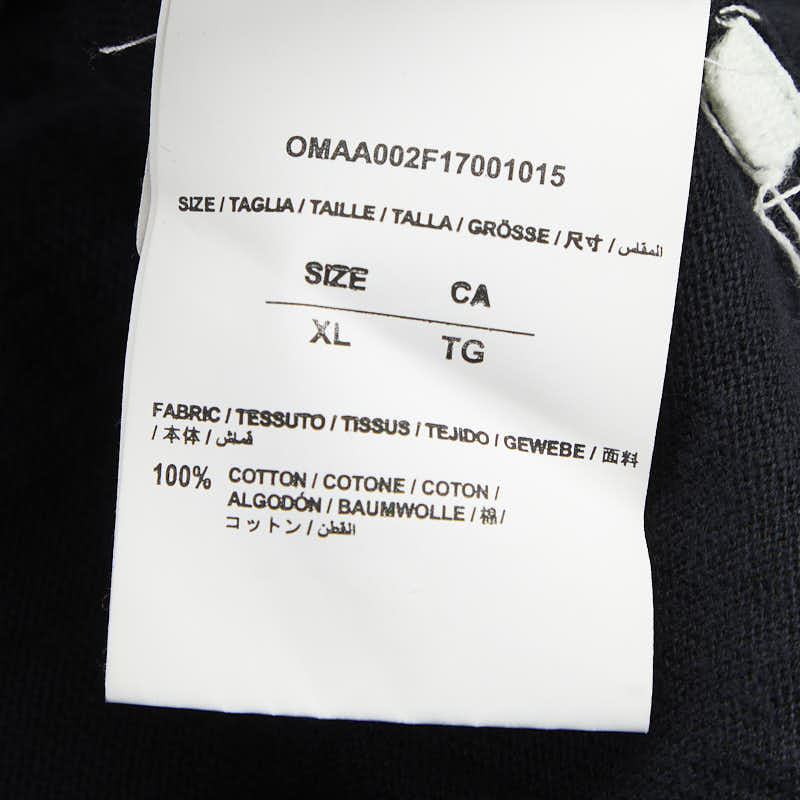 OMAA002F17001015
SIZE / TAGLIA / TAILLE / TALLA / GRÖSSE / 尺寸 / المقاس
SIZE CA
XL TG
FABRIC / TESSUTO / TISSUS / TEJIDO / GEWEBE / 面料
/ 本体 / قماش
100% COTTON / COTONE / COTON /
ALGODÓN / BAUMWOLLE / 棉 /
コットン / القطن